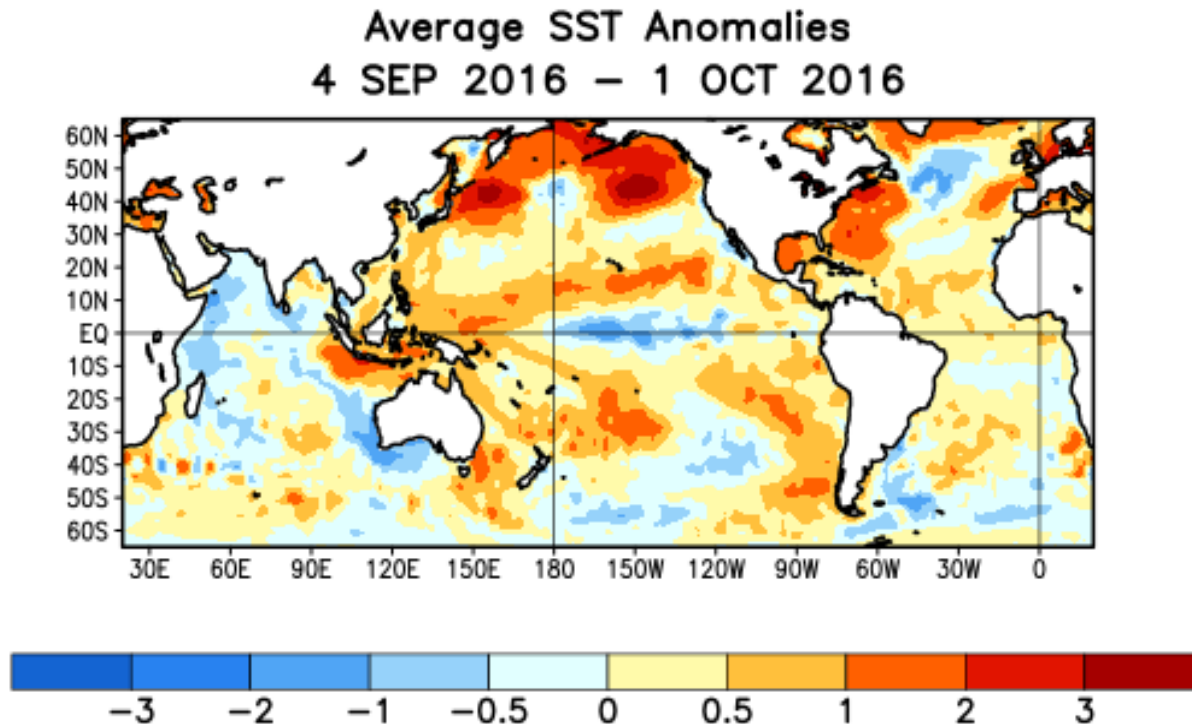 Average SST Anomalies
4 SEP 2016 – 1 OCT 2016
60N
50N
40N
30N
20N
10N
EQ
10S
20S
30S
40S
50S
60S
30E 60E 90E 120E 150E 180 150W 120W 90W 60W 30W 0
−3 −2 −1 −0.5 0 0.5 1 2 3